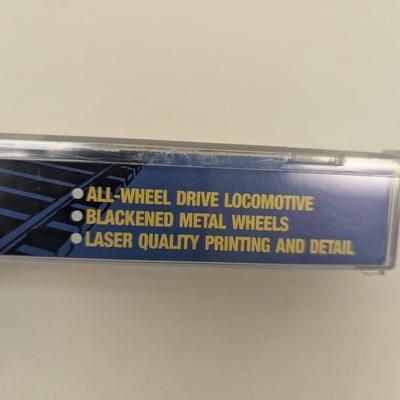 • ALL-WHEEL DRIVE LOCOMOTIVE
• BLACKENED METAL WHEELS
• LASER QUALITY PRINTING AND DETAIL